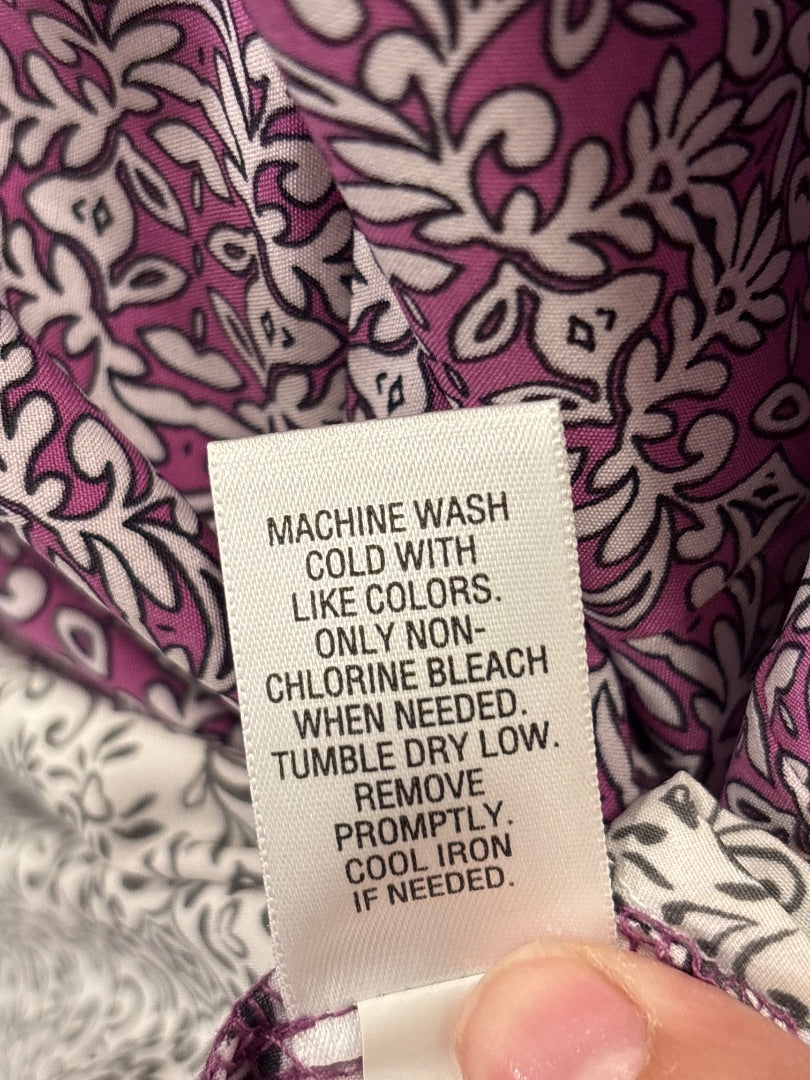 MACHINE WASH
COLD WITH
LIKE COLORS.
ONLY NON-
CHLORINE BLEACH
WHEN NEEDED.
TUMBLE DRY LOW.
REMOVE
PROMPTLY.
COOL IRON
IF NEEDED.